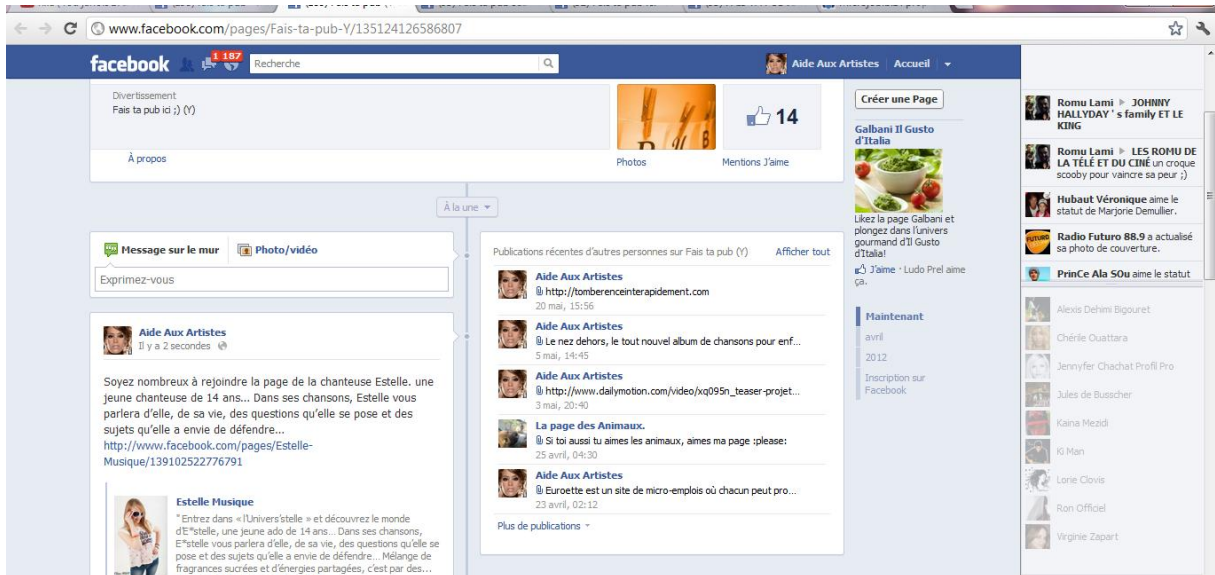 www.facebook.com/pages/Fais-ta-pub-Y/135124126586807
facebook
1 187
Recherche
Aide Aux Artistes
Accueil
Divertissement
Fais ta pub ici ;) (Y)
À propos
Photos
14
Mentions J'aime
À la une
Message sur le mur
Photo/vidéo
Exprimez-vous
Aide Aux Artistes
Il y a 2 secondes
Soyez nombreux à rejoindre la page de la chanteuse Estelle. une
jeune chanteuse de 14 ans... Dans ses chansons, Estelle vous
parlera d'elle, de sa vie, des questions qu'elle se pose et des
sujets qu'elle a envie de défendre...
http://www.facebook.com/pages/Estelle-
Musique/139102522776791
Estelle Musique
"Entrez dans « l'Univers'stelle » et découvrez le monde
d'E*stelle, une jeune ado de 14 ans... Dans ses chansons,
E*stelle vous parlera d'elle, de sa vie, des questions qu'elle se
pose et des sujets qu'elle a envie de défendre... Mélange de
fragrances sucrées et d'énergies partagées, c'est par des...
Publications récentes d'autres personnes sur Fais ta pub (Y)
Afficher tout
Aide Aux Artistes
http://tomberenceinterapidement.com
20 mai, 15:56
Aide Aux Artistes
Le nez dehors, le tout nouvel album de chansons pour enf...
5 mai, 14:45
Aide Aux Artistes
http://www.dailymotion.com/video/xq095n_teaser-projet...
3 mai, 20:40
La page des Animaux.
Si toi aussi tu aimes les animaux, aimes ma page :please:
25 avril, 04:30
Aide Aux Artistes
Euroette est un site de micro-emplois où chacun peut pro...
23 avril, 02:12
Plus de publications
Créer une Page
Galbani Il Gusto
d'Italia
Likez la page Galbani et
plongez dans l'univers
gourmand d'Il Gusto
d'Italia!
J'aime · Ludo Prel aime
ça.
Maintenant
avril
2012
Inscription sur
Facebook
Romu Lami ▶ JOHNNY
HALLYDAY ' s family ET LE
KING
Romu Lami ▶ LES ROMU DE
LA TÉLÉ ET DU CINÉ un croque
scooby pour vaincre sa peur ;)
Hubaut Véronique aime le
statut de Marjorie Demullier.
Radio Futuro 88.9 a actualisé
sa photo de couverture.
PrinCe Ala SOu aime le statut
Alexis Dehimi Bigouret
Chérile Ouattara
Jennyfer Chachat Profil Pro
Jules de Busscher
Kaina Mezidi
Ki Man
Lorie Clovis
Ron Officiel
Virginie Zapart